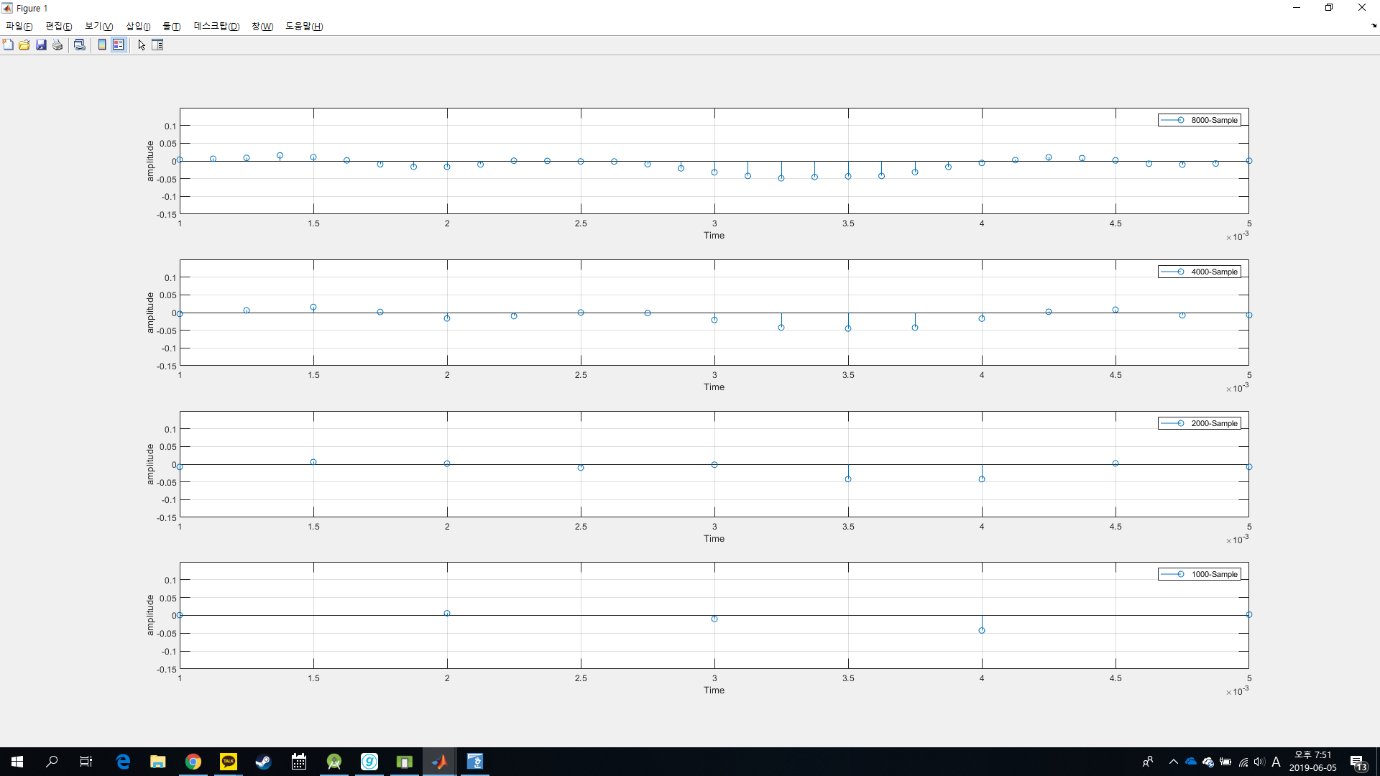 Figure 1
파일(F) 편집(E) 보기(V) 삽입(I) 툴(T) 데스크탑(D) 창(W) 도움말(H)
8000-Sample
0.1
0.05
0
-0.05
-0.1
-0.15
amplitude
1 1.5 2 2.5 3 3.5 4 4.5 5
Time
×10-3
4000-Sample
0.1
0.05
0
-0.05
-0.1
-0.15
amplitude
1 1.5 2 2.5 3 3.5 4 4.5 5
Time
×10-3
2000-Sample
0.1
0.05
0
-0.05
-0.1
-0.15
amplitude
1 1.5 2 2.5 3 3.5 4 4.5 5
Time
×10-3
1000-Sample
0.1
0.05
0
-0.05
-0.1
-0.15
amplitude
1 1.5 2 2.5 3 3.5 4 4.5 5
Time
×10-3
TALK
A
오후 7:51
2019-06-05
13